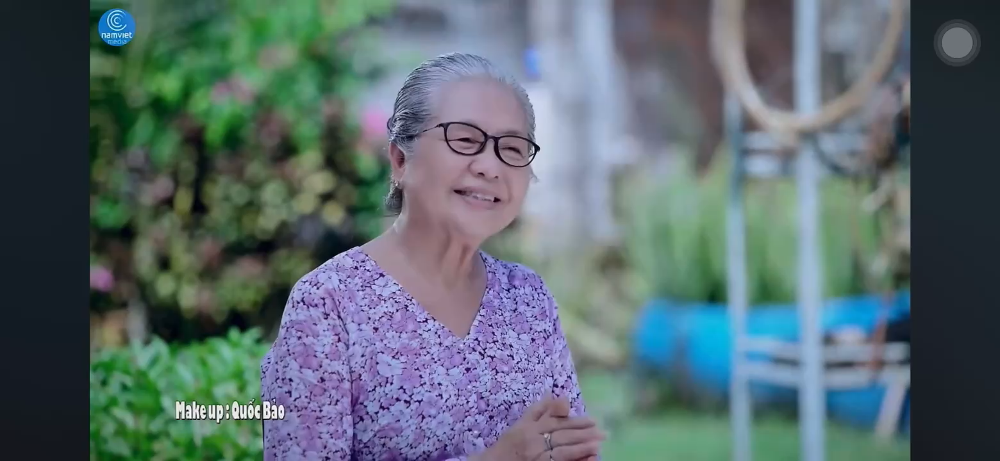 namviet
media
Make up : Quốc Bảo